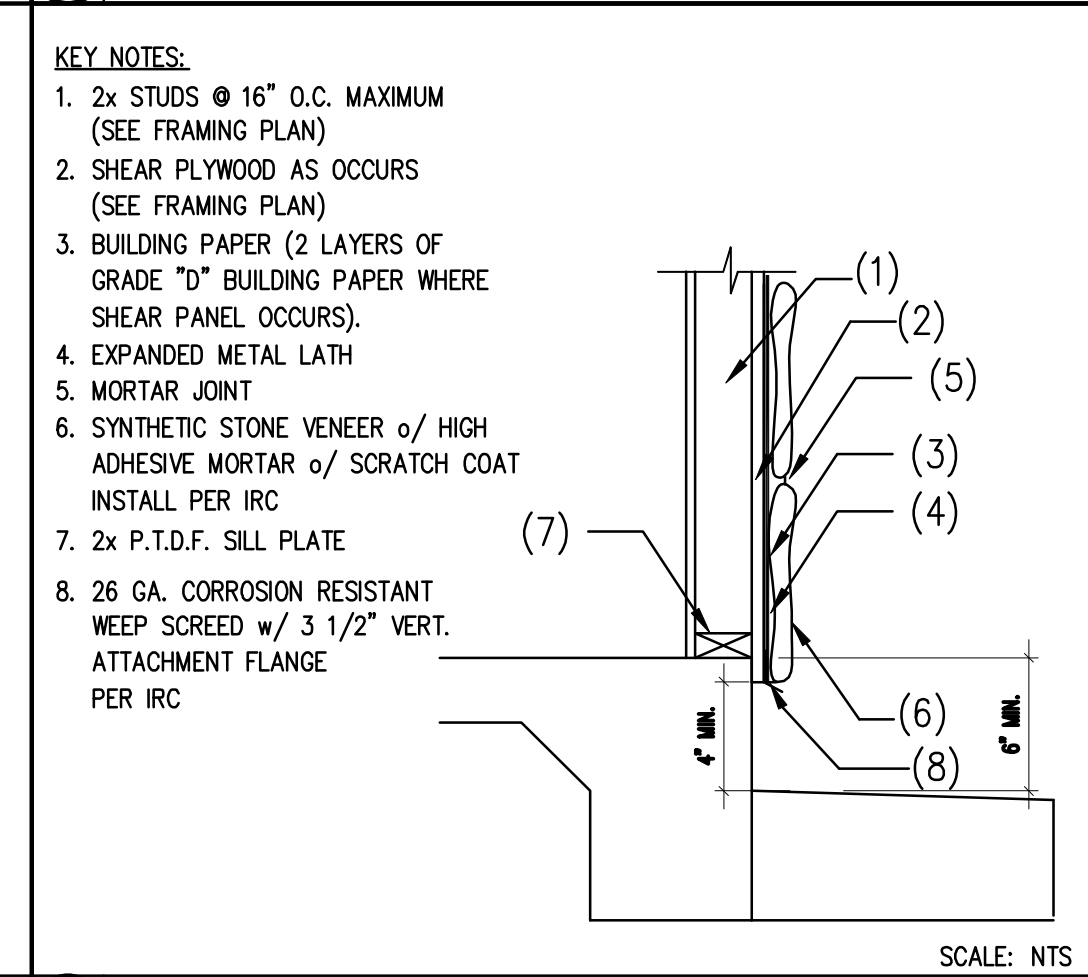 KEY NOTES:
1. 2x STUDS @ 16" O.C. MAXIMUM
(SEE FRAMING PLAN)
2. SHEAR PLYWOOD AS OCCURS
(SEE FRAMING PLAN)
3. BUILDING PAPER (2 LAYERS OF
GRADE "D" BUILDING PAPER WHERE
SHEAR PANEL OCCURS).
4. EXPANDED METAL LATH
5. MORTAR JOINT
6. SYNTHETIC STONE VENEER o/ HIGH
ADHESIVE MORTAR o/ SCRATCH COAT
INSTALL PER IRC
7. 2x P.T.D.F. SILL PLATE
8. 26 GA. CORROSION RESISTANT
WEEP SCREED w/ 3 1/2" VERT.
ATTACHMENT FLANGE
PER IRC
(1)
(2)
(5)
(3)
(4)
(7)
(6)
(8)
4" MIN.
6" MIN.
SCALE: NTS